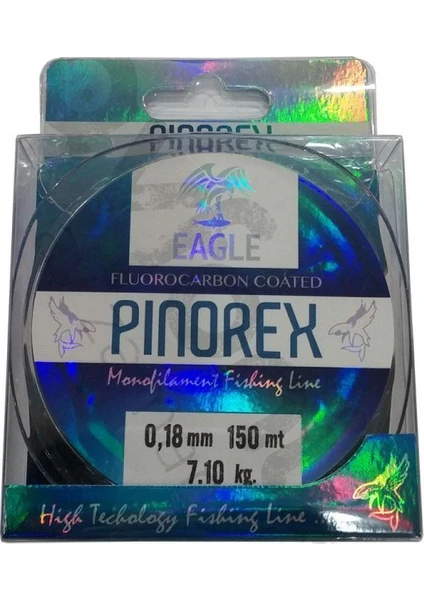 PINOREX
EAGLE
FLUOROCARBON COATED
PINOREX
Monofilament Fishing Line
0,18 mm 150 mt
7.10 kg.
High Techology Fishing Line ...